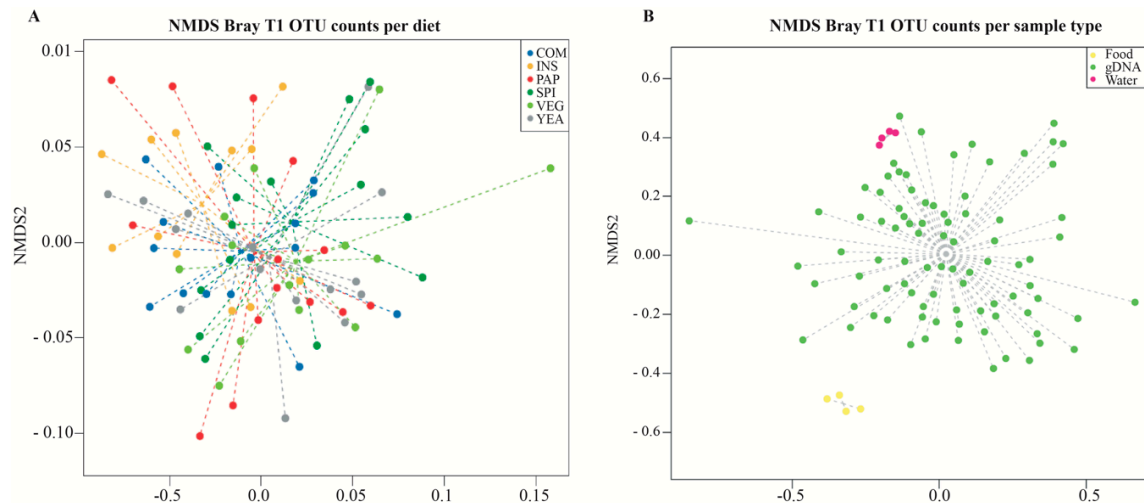 A
NMDS Bray T1 OTU counts per diet
COM
INS
PAP
SPI
VEG
YEA
NMDS2
0.01
0.05
0.00
- 0.05
- 0.10
-0.5
0.0
0.05
0.1
0.15
B
NMDS Bray T1 OTU counts per sample type
Food
gDNA
Water
NMDS2
0.6
0.4
0.2
0.00
- 0.2
- 0.4
- 0.6
-0.5
0.0
0.5